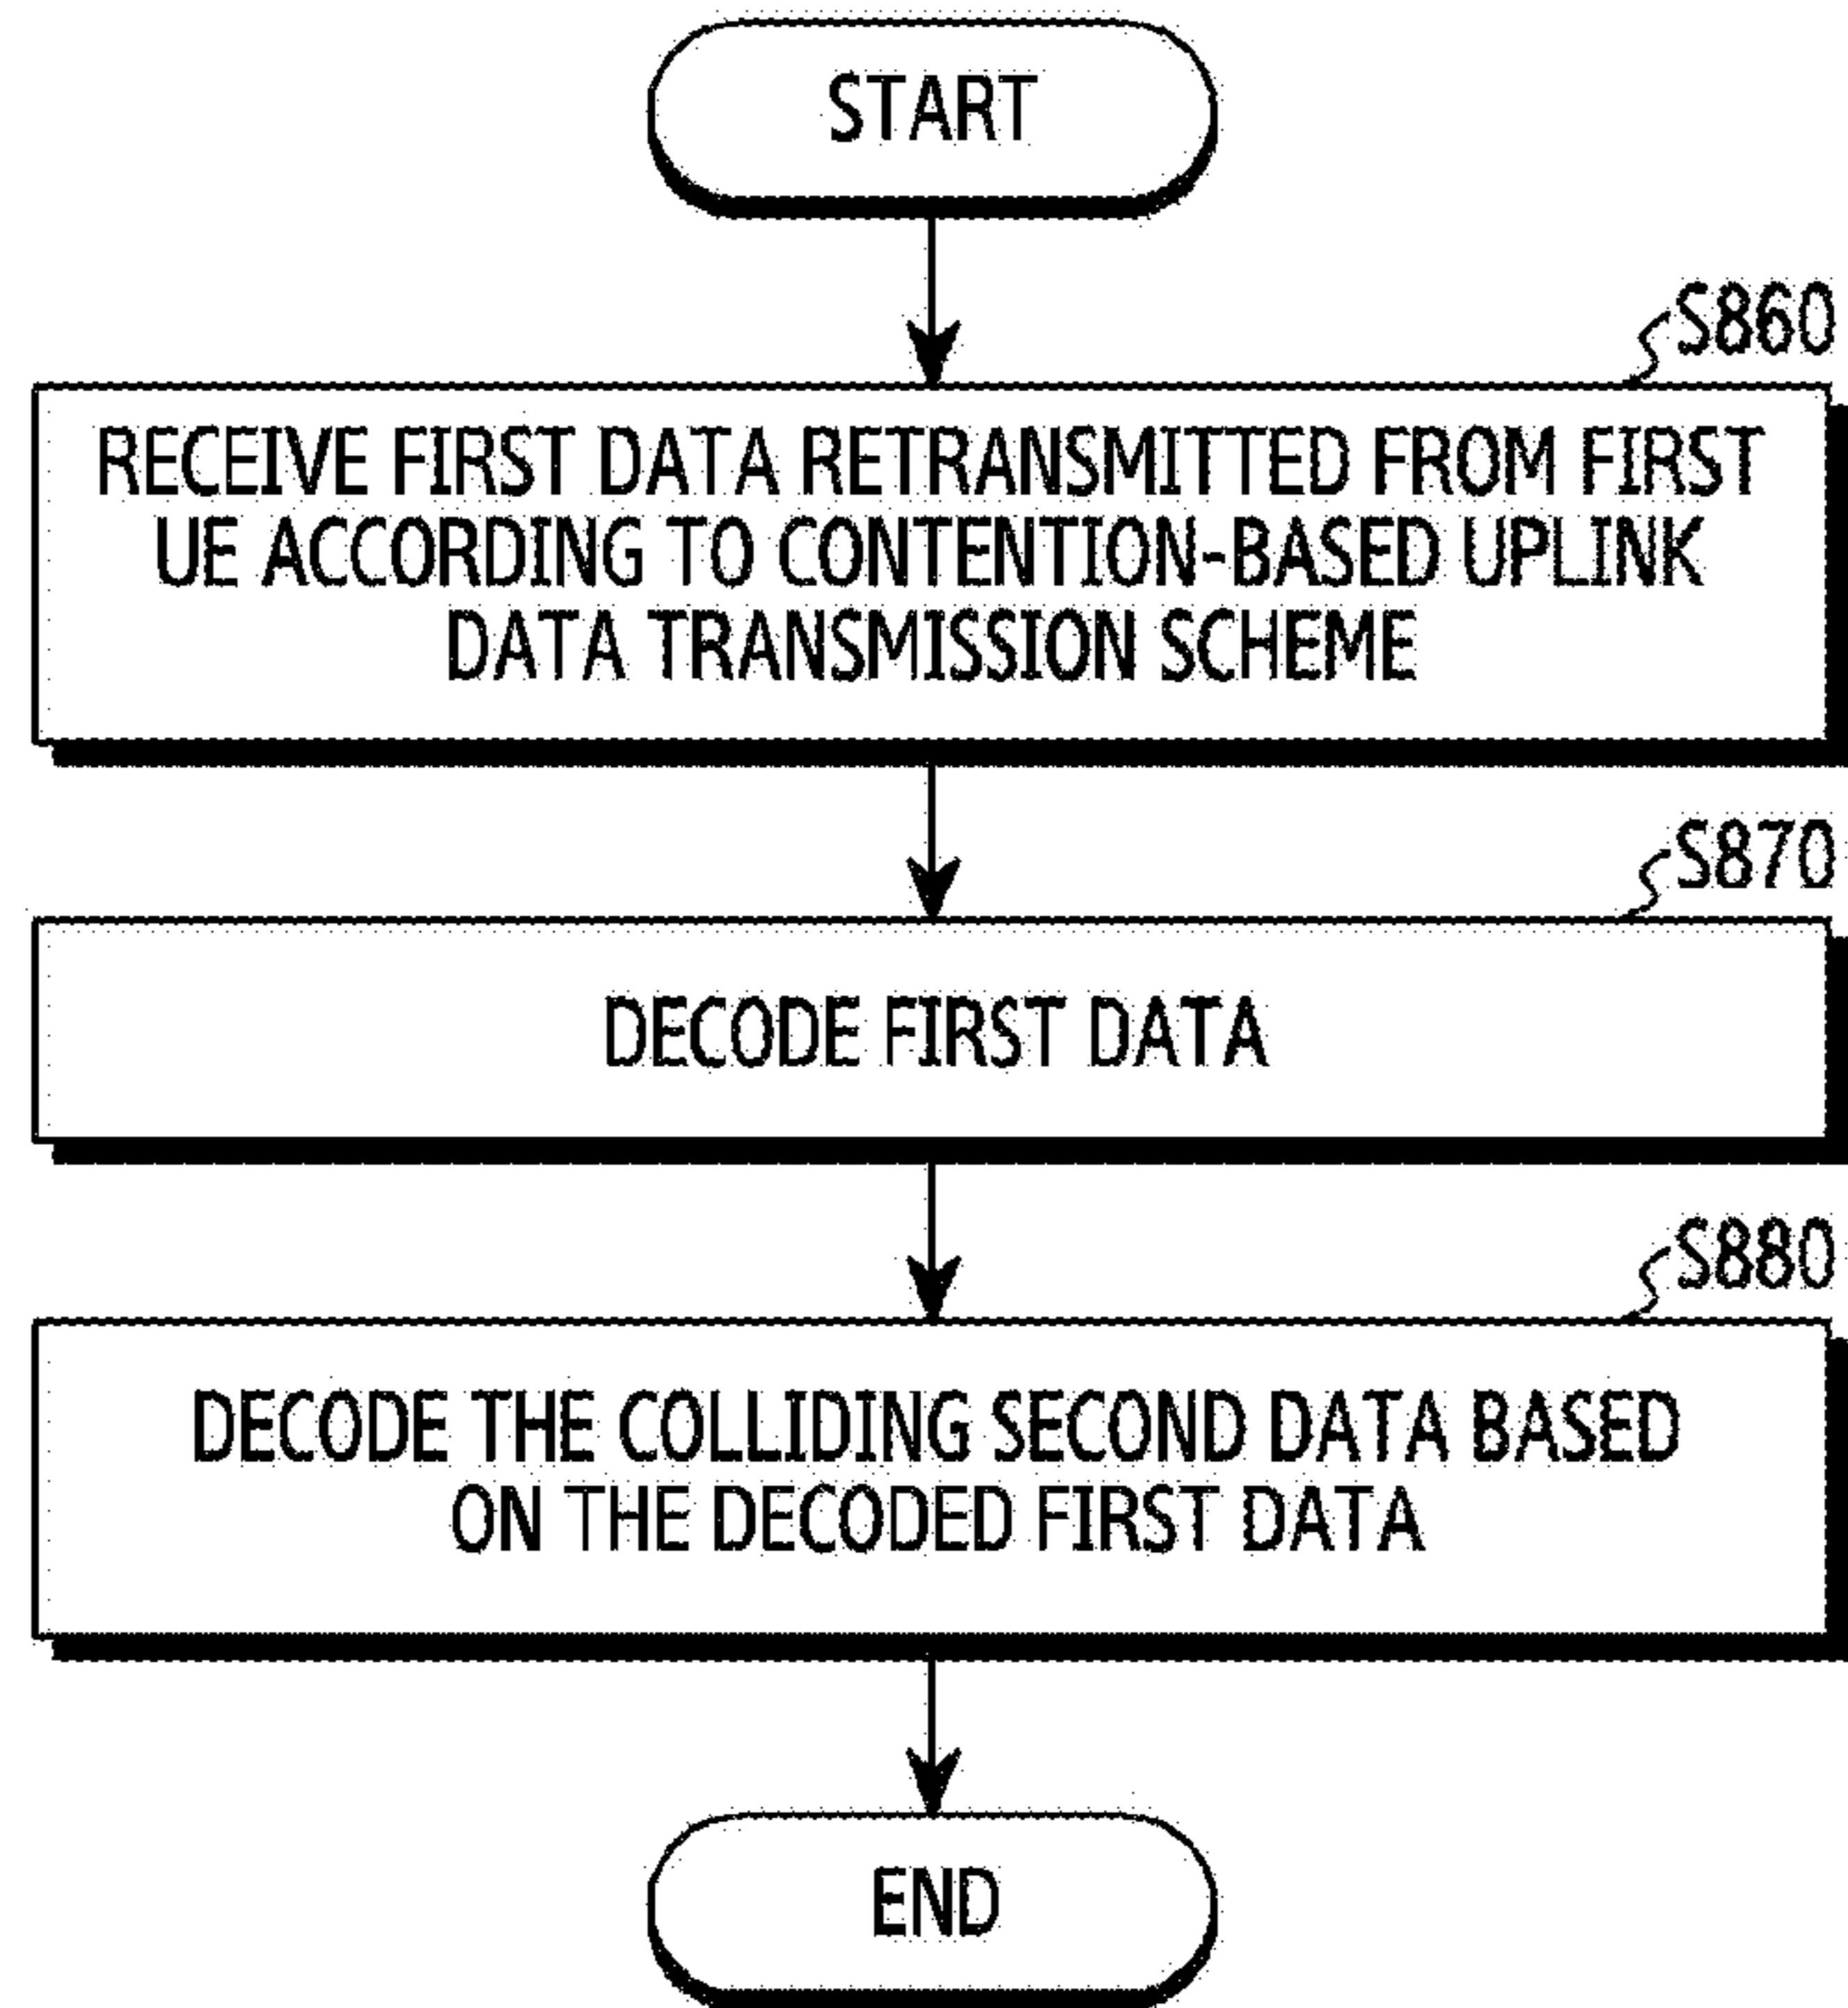 START
S860
RECEIVE FIRST DATA RETRANSMITTED FROM FIRST
UE ACCORDING TO CONTENTION-BASED UPLINK
DATA TRANSMISSION SCHEME
S870
DECODE FIRST DATA
S880
DECODE THE COLLIDING SECOND DATA BASED
ON THE DECODED FIRST DATA
END